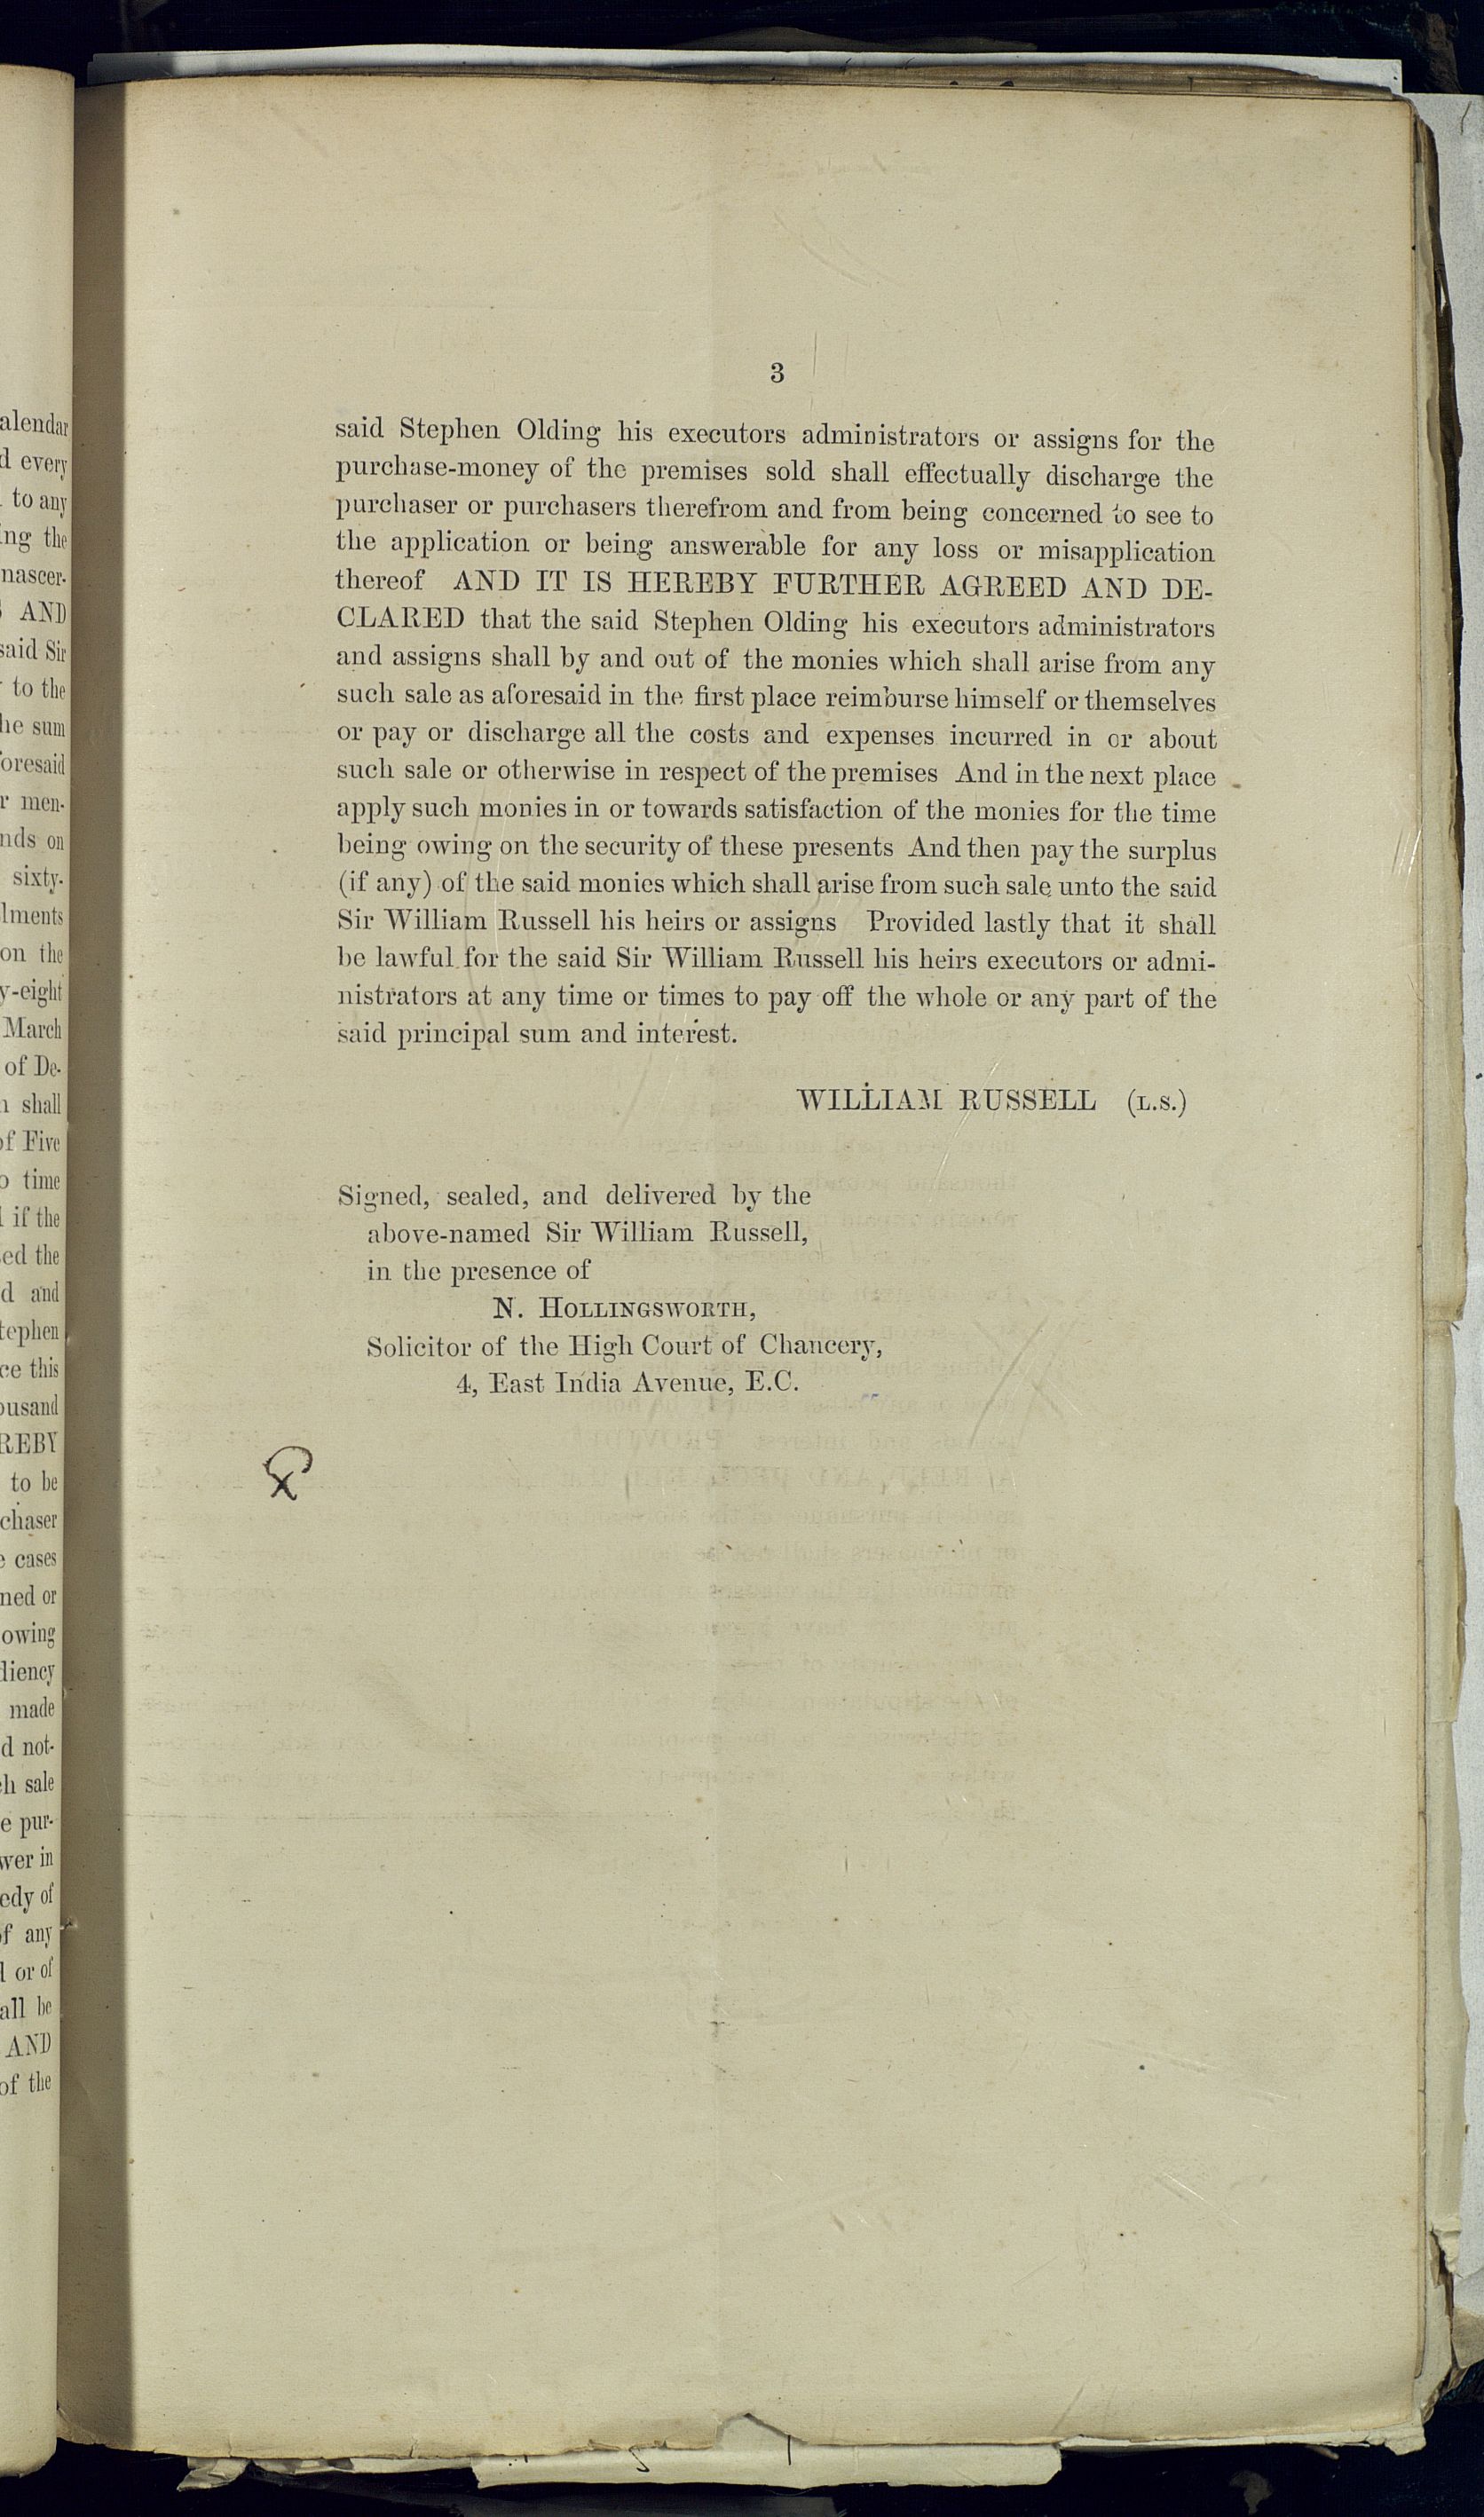 3
said Stephen Olding his executors administrators or assigns for the
purchase-money of the premises sold shall effectually discharge the
purchaser or purchasers therefrom and from being concerned to see to
the application or being answerable for any loss or misapplication
thereof AND IT IS HEREBY FURTHER AGREED AND DE-
CLARED that the said Stephen Olding his executors administrators
and assigns shall by and out of the monies which shall arise from any
such sale as aforesaid in the first place reimburse himself or themselves
or pay or discharge all the costs and expenses incurred in or about
such sale or otherwise in respect of the premises And in the next place
apply such monies in or towards satisfaction of the monies for the time
being owing on the security of these presents And then pay the surplus
(if any) of the said monies which shall arise from such sale unto the said
Sir William Russell his heirs or assigns Provided lastly that it shall
be lawful for the said Sir William Russell his heirs executors or admi-
nistrators at any time or times to pay off the whole or any part of the
said principal sum and interest.
WILLIAM RUSSELL (L.S.)
Signed, sealed, and delivered by the
above-named Sir William Russell,
in the presence of
N. HOLLINGSWORTH,
Solicitor of the High Court of Chancery,
4, East India Avenue, E.C.